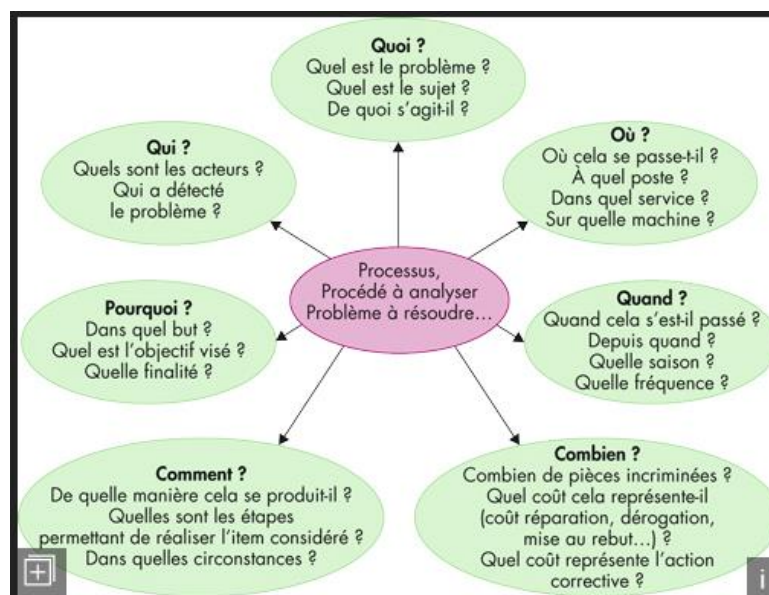 Quoi ?
Quel est le problème ?
Quel est le sujet ?
De quoi s'agit-il ?
Qui ?
Quels sont les acteurs ?
Qui a détecté
le problème ?
Où ?
Où cela se passe-t-il ?
À quel poste ?
Dans quel service ?
Sur quelle machine ?
Processus,
Procédé à analyser
Problème à résoudre…
Pourquoi ?
Dans quel but ?
Quel est l'objectif visé ?
Quelle finalité ?
Quand ?
Quand cela s'est-il passé ?
Depuis quand ?
Quelle saison ?
Quelle fréquence ?
Comment ?
De quelle manière cela se produit-il ?
Quelles sont les étapes
permettant de réaliser l'item considéré ?
Dans quelles circonstances ?
Combien ?
Combien de pièces incriminées ?
Quel coût cela représente-il
(coût réparation, dérogation,
mise au rebut…) ?
Quel coût représente l'action
corrective ?
i